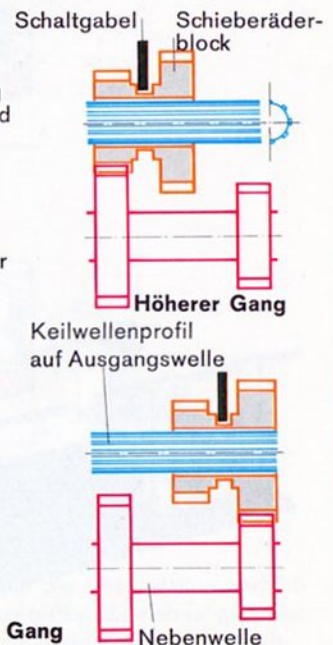 Schaltgabel
Schieberäder-
block
d
r
Höherer Gang
Keilwellenprofil
auf Ausgangswelle
Gang
Nebenwelle